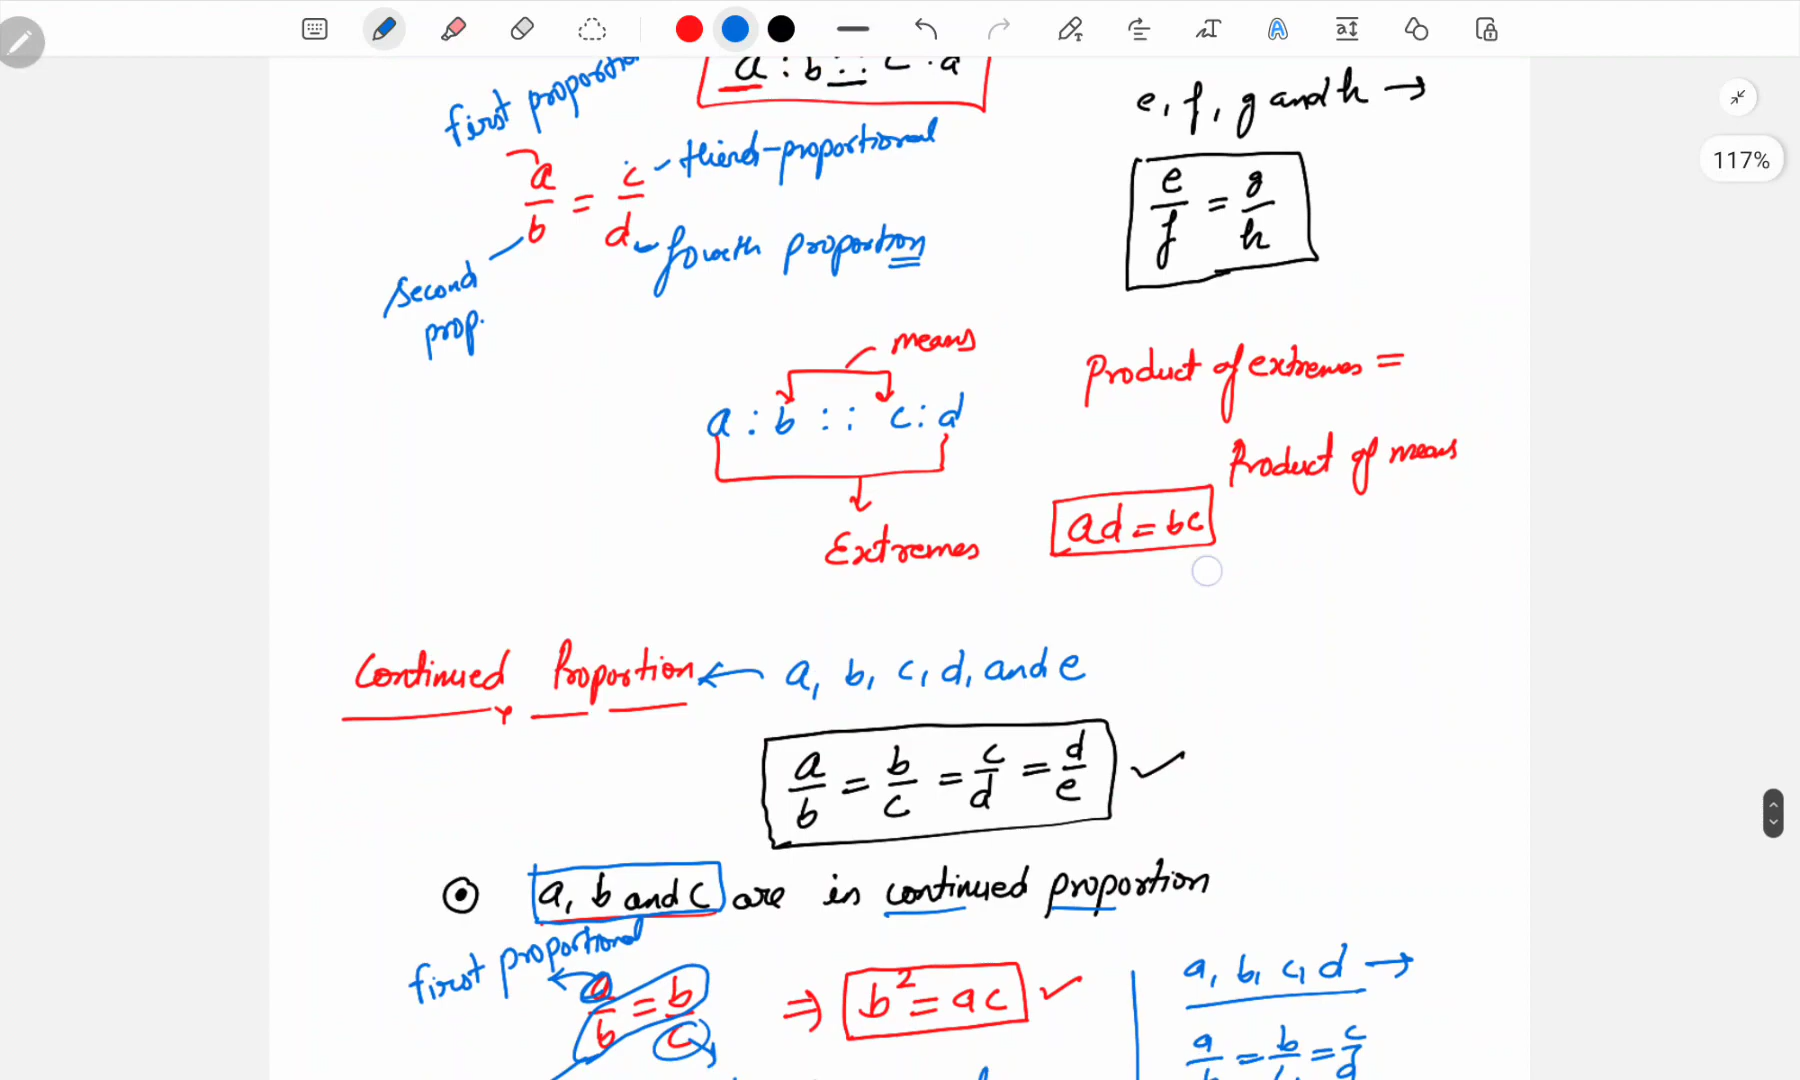 117%
a : b :: c : d
first proportion
e, f, g and h →
a/b = c/d
third-proportional
fourth proportion
second
prop.
e/f = g/h
means
a : b :: c : d
Extremes
Product of extremes =
Product of means
ad = bc
Continued Proportion ← a, b, c, d, and e
a/b = b/c = c/d = d/e ✓
⊙ a, b and c are in continued proportion
first proportional
a/b = b/c ⇒ b² = ac ✓
a, b, c, d →
a/b = b/c = c/d